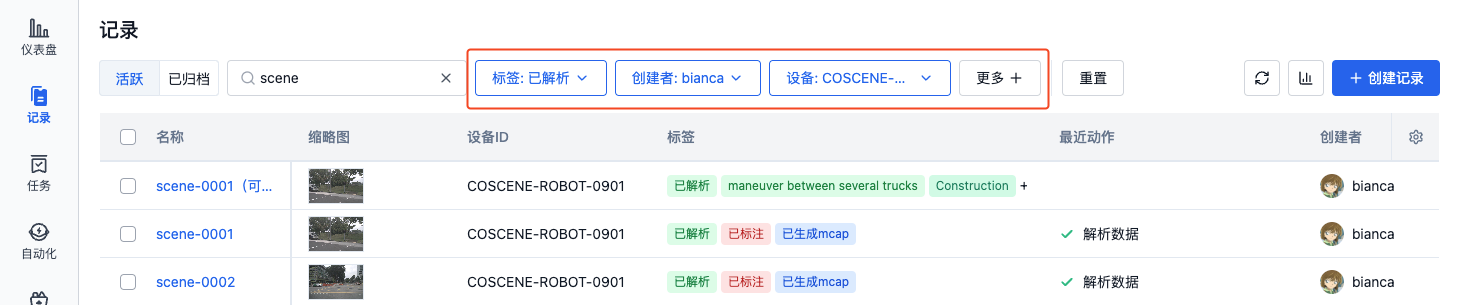 仪表盘
记录
任务
自动化
记录
活跃 已归档 scene 标签: 已解析 创建者: bianca 设备: COSCENE-... 更多 + 重置 + 创建记录
名称 缩略图 设备ID 标签 最近动作 创建者
scene-0001（可... COSCENE-ROBOT-0901 已解析 maneuver between several trucks Construction + bianca
scene-0001 COSCENE-ROBOT-0901 已解析 已标注 已生成mcap 解析数据 bianca
scene-0002 COSCENE-ROBOT-0901 已解析 已标注 已生成mcap 解析数据 bianca